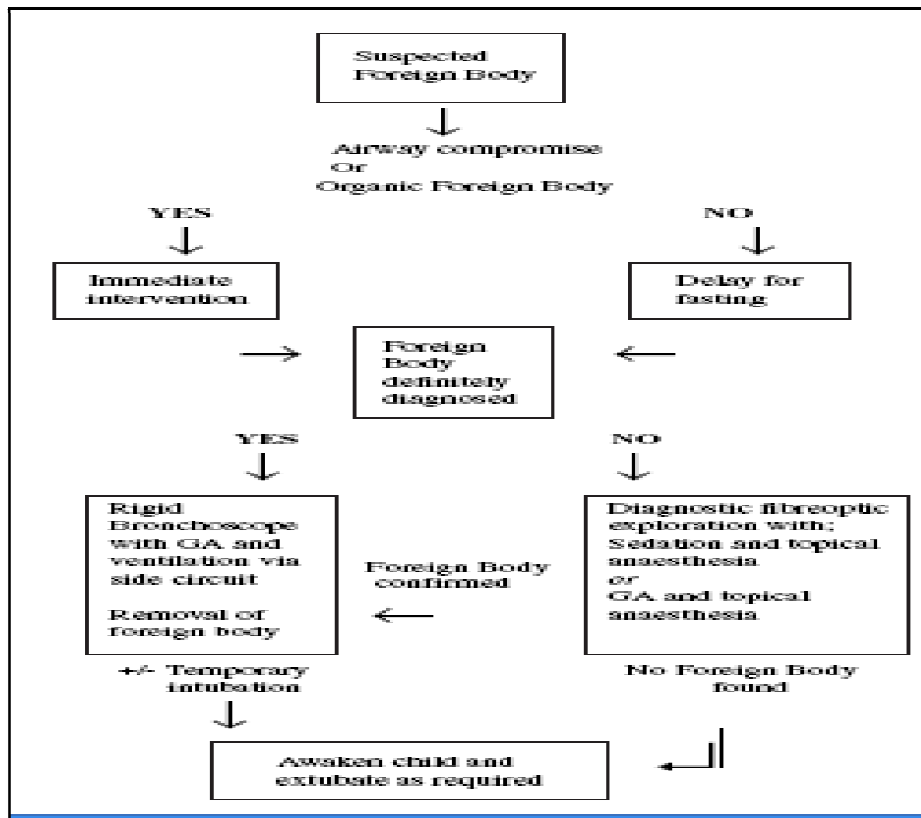 Suspected
Foreign Body
Airway compromise
Or
Organic Foreign Body
YES
NO
Immediate
intervention
Delay for
fasting
Foreign
Body
definitely
diagnosed
YES
NO
Rigid
Bronchoscope
with GA and
ventilation via
side circuit
Removal of
foreign body
Foreign Body
confirmed
Diagnostic fibreoptic
exploration with;
Sedation and topical
anaesthesia
or
GA and topical
anaesthesia
+/- Temporary
intubation
No Foreign Body
found
Awaken child and
extubate as required